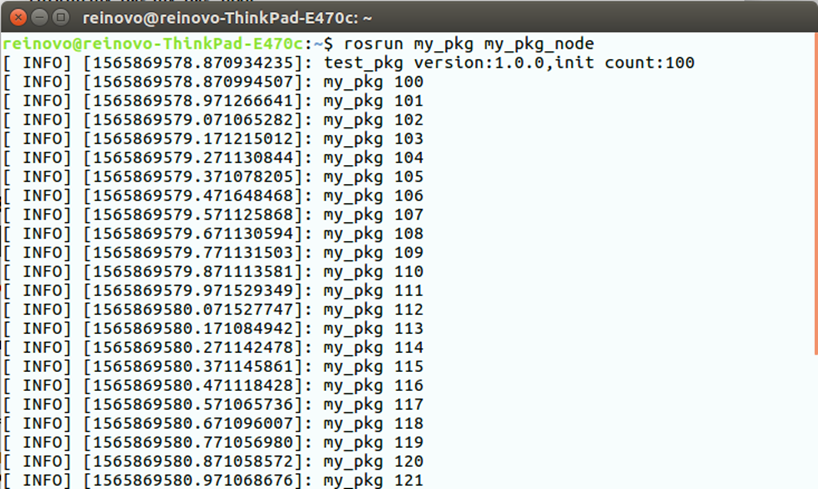 reinovo@reinovo-ThinkPad-E470c: ~
reinovo@reinovo-ThinkPad-E470c:~$ rosrun my_pkg my_pkg_node
[ INFO] [1565869578.870934235]: test_pkg version:1.0.0,init count:100
[ INFO] [1565869578.870994507]: my_pkg 100
[ INFO] [1565869578.971266641]: my_pkg 101
[ INFO] [1565869579.071065282]: my_pkg 102
[ INFO] [1565869579.171215012]: my_pkg 103
[ INFO] [1565869579.271130844]: my_pkg 104
[ INFO] [1565869579.371078205]: my_pkg 105
[ INFO] [1565869579.471648468]: my_pkg 106
[ INFO] [1565869579.571125868]: my_pkg 107
[ INFO] [1565869579.671130594]: my_pkg 108
[ INFO] [1565869579.771131503]: my_pkg 109
[ INFO] [1565869579.871113581]: my_pkg 110
[ INFO] [1565869579.971529349]: my_pkg 111
[ INFO] [1565869580.071527747]: my_pkg 112
[ INFO] [1565869580.171084942]: my_pkg 113
[ INFO] [1565869580.271142478]: my_pkg 114
[ INFO] [1565869580.371145861]: my_pkg 115
[ INFO] [1565869580.471118428]: my_pkg 116
[ INFO] [1565869580.571065736]: my_pkg 117
[ INFO] [1565869580.671096007]: my_pkg 118
[ INFO] [1565869580.771056980]: my_pkg 119
[ INFO] [1565869580.871058572]: my_pkg 120
[ INFO] [1565869580.971068676]: my_pkg 121